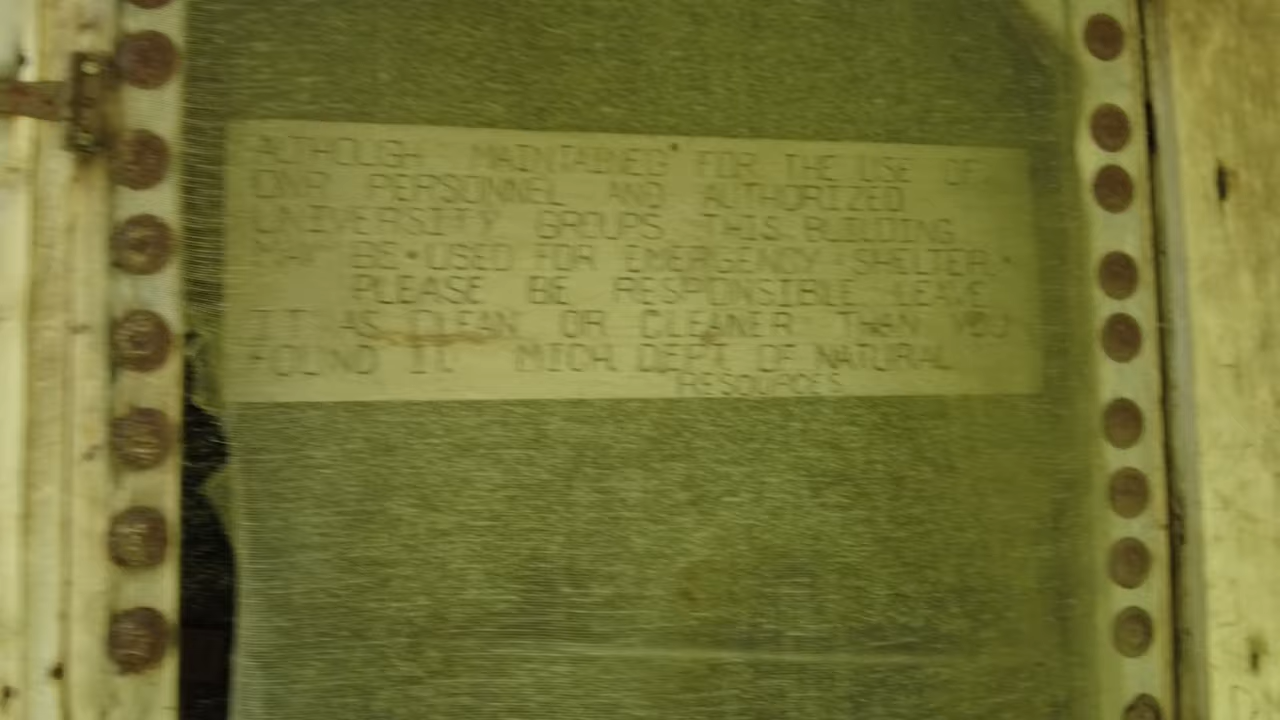 ALTHOUGH MAINTAINED FOR THE USE OF
DNR PERSONNEL AND AUTHORIZED
UNIVERSITY GROUPS THIS BUILDING
MAY BE USED FOR EMERGENCY SHELTER.
PLEASE BE RESPONSIBLE LEAVE
IT AS CLEAN OR CLEANER THAN YOU
FOUND IT. MICH. DEPT. OF NATURAL
RESOURCES